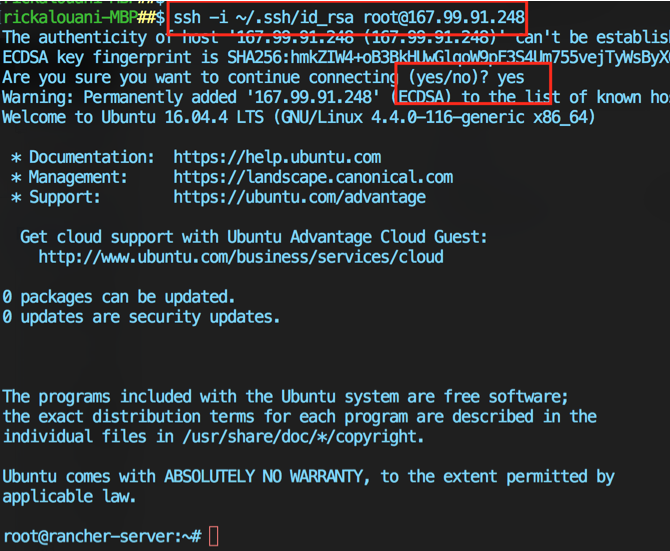 rickalouani-MBP##$
rickalouani-MBP##$ ssh -i ~/.ssh/id_rsa root@167.99.91.248
The authenticity of host '167.99.91.248 (167.99.91.248)' can't be establis
ECDSA key fingerprint is
Are you sure you want to continue connecting (yes/no)? yes
Warning: Permanently added '167.99.91.248' (ECDSA) to the list of known hos
Welcome to Ubuntu 16.04.4 LTS (GNU/Linux 4.4.0-116-generic x86_64)
* Documentation: https://help.ubuntu.com
* Management: https://landscape.canonical.com
* Support: https://ubuntu.com/advantage
Get cloud support with Ubuntu Advantage Cloud Guest:
http://www.ubuntu.com/business/services/cloud
0 packages can be updated.
0 updates are security updates.
The programs included with the Ubuntu system are free software;
the exact distribution terms for each program are described in the
individual files in /usr/share/doc/*/copyright.
Ubuntu comes with ABSOLUTELY NO WARRANTY, to the extent permitted by
applicable law.
root@rancher-server:~#